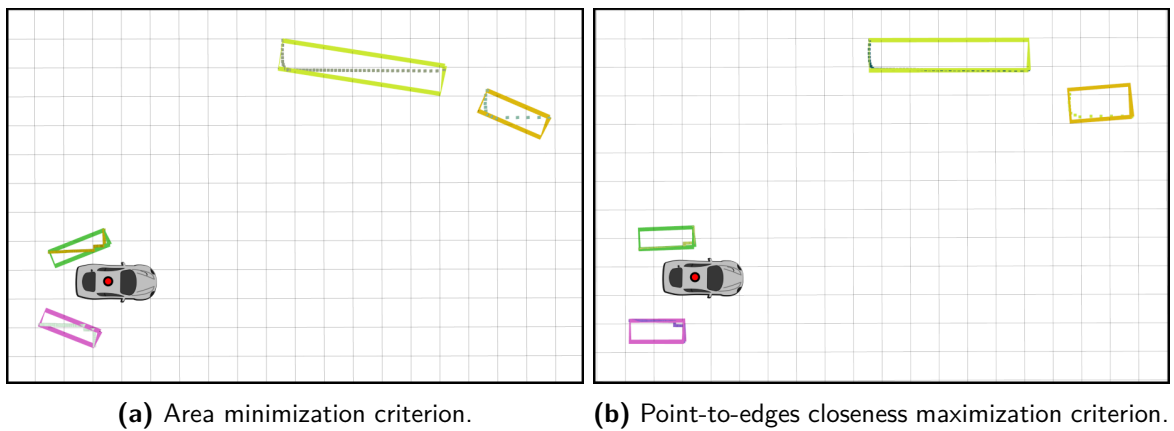 (a) Area minimization criterion.
(b) Point-to-edges closeness maximization criterion.